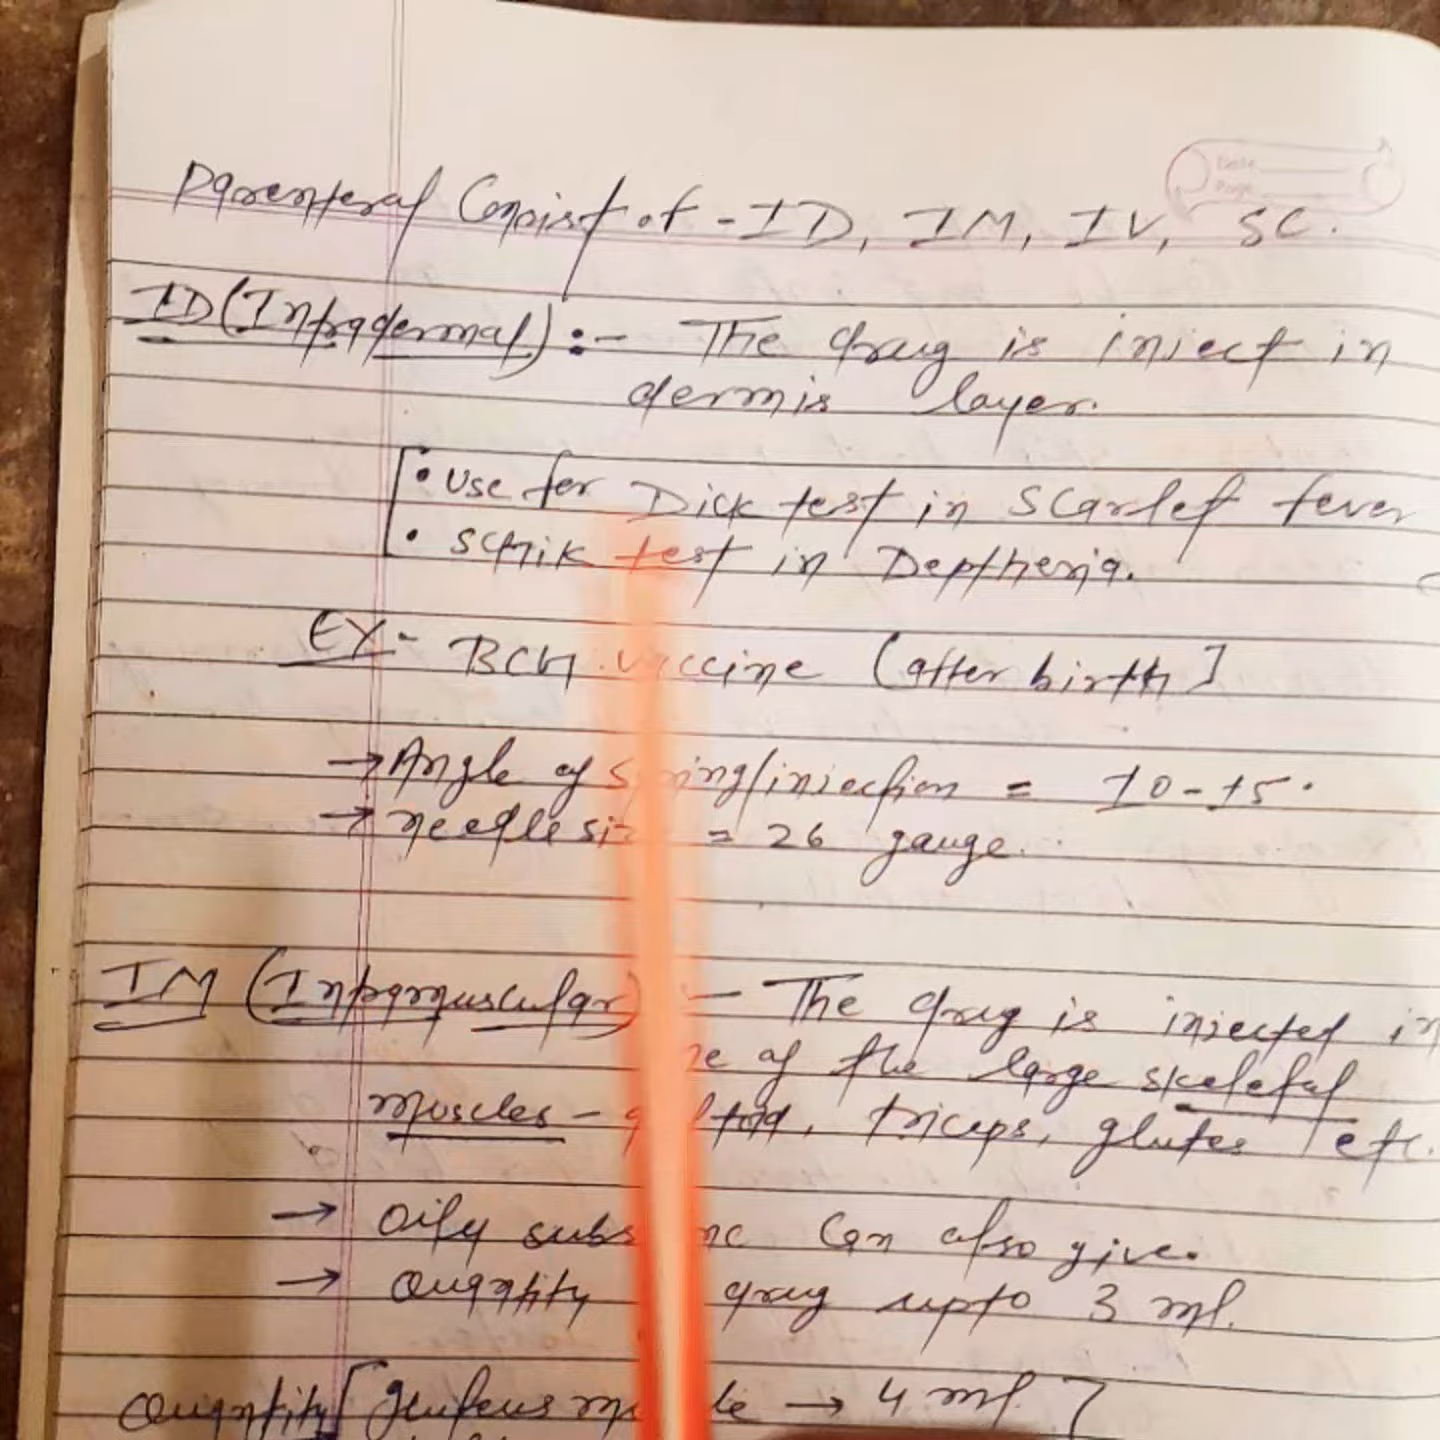 Date
Page
Parenteral Consist of - ID, IM, IV, SC.
ID (Intradermal) :- The drug is inject in
dermis layer.
• Use for Dick test in Scarlet fever
• Schik test in Deptheria.
EX - BCG vaccine (after birth]
→ Angle of /injection = 10-15°
→ needle = 26 gauge.
IM (Intramuscular) :- The drug is injected in
of the large skeletal
muscles - triceps, glutes etc.
→ Oily can also give.
→ Quantity drug upto 3 ml.
Quantity [gluteus → 4 ml ]